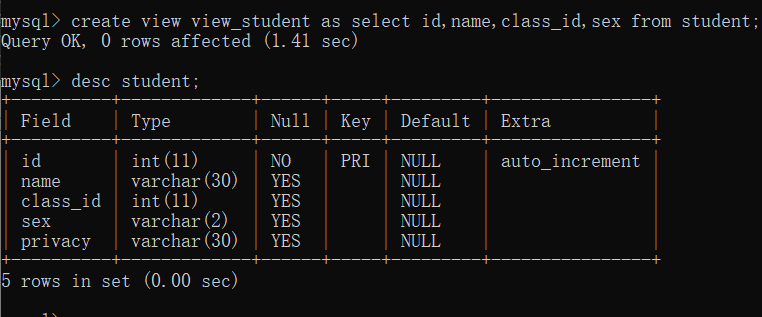 mysql> create view view_student as select id,name,class_id,sex from student;
Query OK, 0 rows affected (1.41 sec)
mysql> desc student;
+----------+-------------+------+-----+---------+----------------+
| Field    | Type        | Null | Key | Default | Extra          |
+----------+-------------+------+-----+---------+----------------+
| id       | int(11)     | NO   | PRI | NULL    | auto_increment |
| name     | varchar(30) | YES  |     | NULL    |                |
| class_id | int(11)     | YES  |     | NULL    |                |
| sex      | varchar(2)  | YES  |     | NULL    |                |
| privacy  | varchar(30) | YES  |     | NULL    |                |
+----------+-------------+------+-----+---------+----------------+
5 rows in set (0.00 sec)